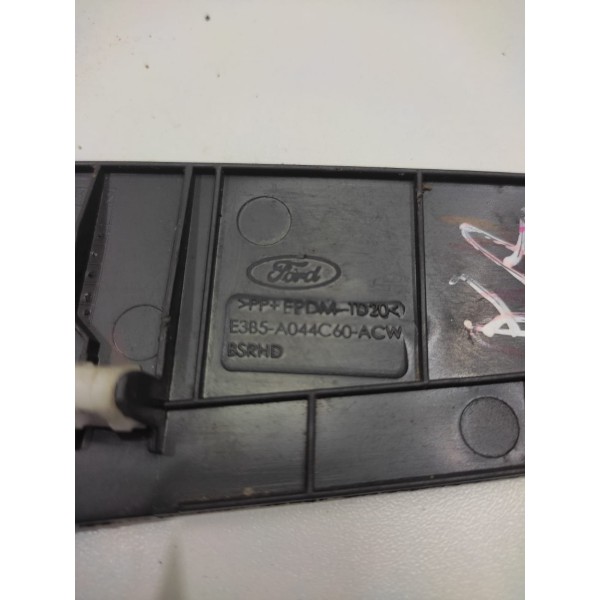 Ford
>PP+EPDM-TD20<
E3B5-A044C60-ACW
BSRHD